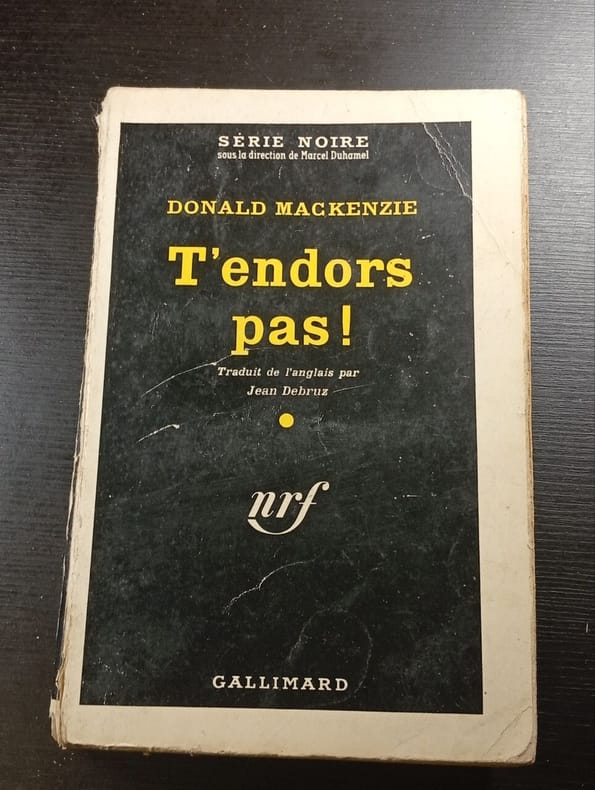 SÉRIE NOIRE
sous la direction de Marcel Duhamel
DONALD MACKENZIE
T'endors
pas !
Traduit de l'anglais par
Jean Debruz
nrf
GALLIMARD